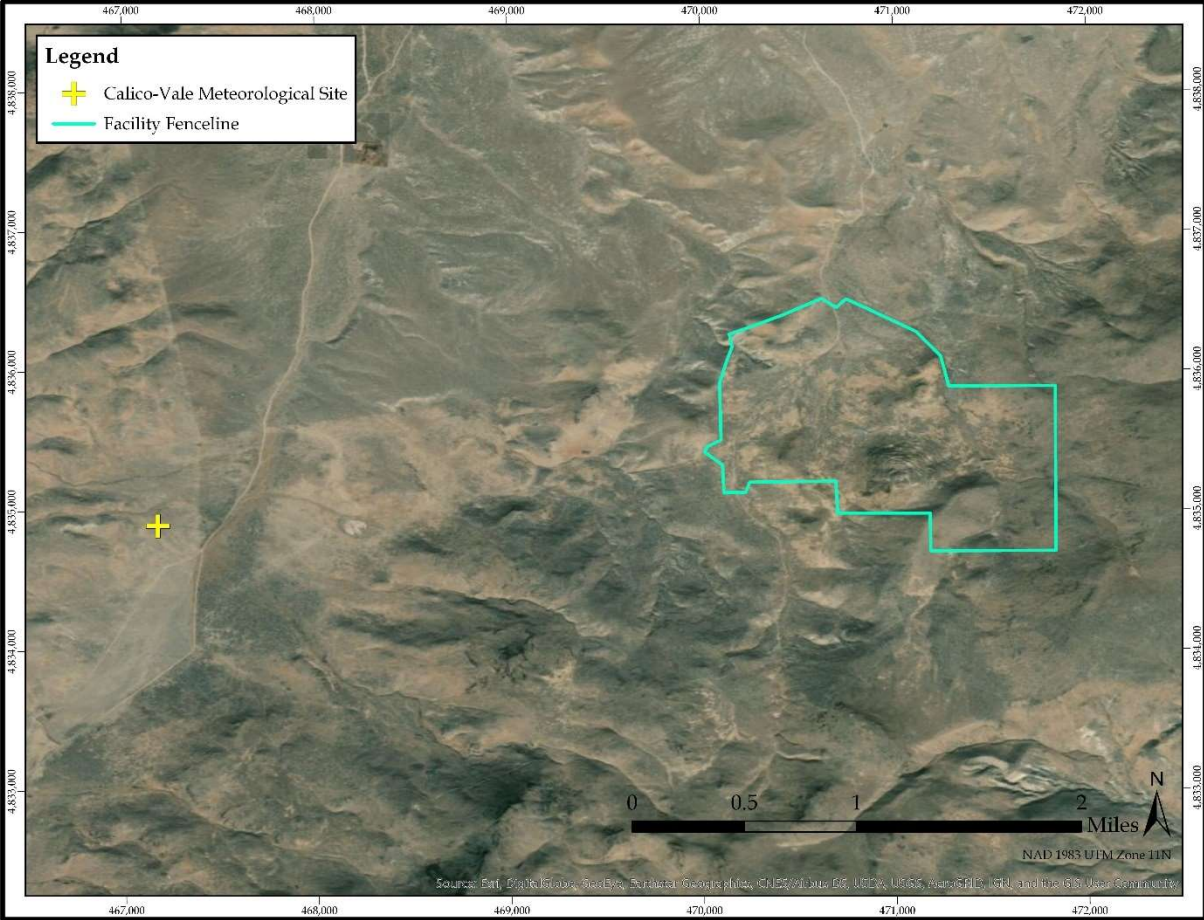 467,000 468,000 469,000 470,000 471,000 472,000
Legend
Calico-Vale Meteorological Site
Facility Fenceline
4,838,000 4,838,000
4,837,000 4,837,000
4,836,000 4,836,000
4,835,000 4,835,000
4,834,000 4,834,000
4,833,000 4,833,000
N
0 0.5 1 2
Miles
NAD 1983 UTM Zone 11N
Source: Esri, DigitalGlobe, GeoEye, Earthstar Geographics, CNES/Airbus DS, USDA, USGS, AeroGRID, IGN, and the GIS User Community
467,000 468,000 469,000 470,000 471,000 472,000